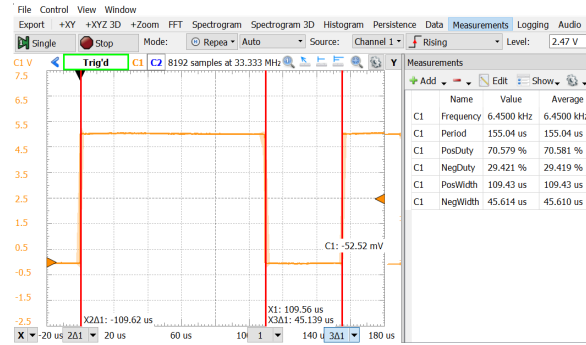 File Control View Window
Export +XY +XYZ 3D +Zoom FFT Spectrogram Spectrogram 3D Histogram Persistence Data Measurements Logging Audio
Single Stop Mode: Repea Auto Source: Channel 1 Rising Level: 2.47 V
C1 V Trig'd C1 C2 8192 samples at 33.333 MHz Y Measurements
Add Edit Show
Name Value Average
C1 Frequency 6.4500 kHz 6.4500 kHz
C1 Period 155.04 us 155.04 us
C1 PosDuty 70.579 % 70.581 %
C1 NegDuty 29.421 % 29.419 %
C1 PosWidth 109.43 us 109.43 us
C1 NegWidth 45.614 us 45.610 us
7.5
6.5
5.5
4.5
3.5
2.5
1.5
0.5
-0.5
-1.5
-2.5
C1: -52.52 mV
X1: 109.56 us
X2Δ1: -109.62 us X3Δ1: 45.139 us
X -20 us 2Δ1 20 us 60 us 10 1 140 u 3Δ1 180 us